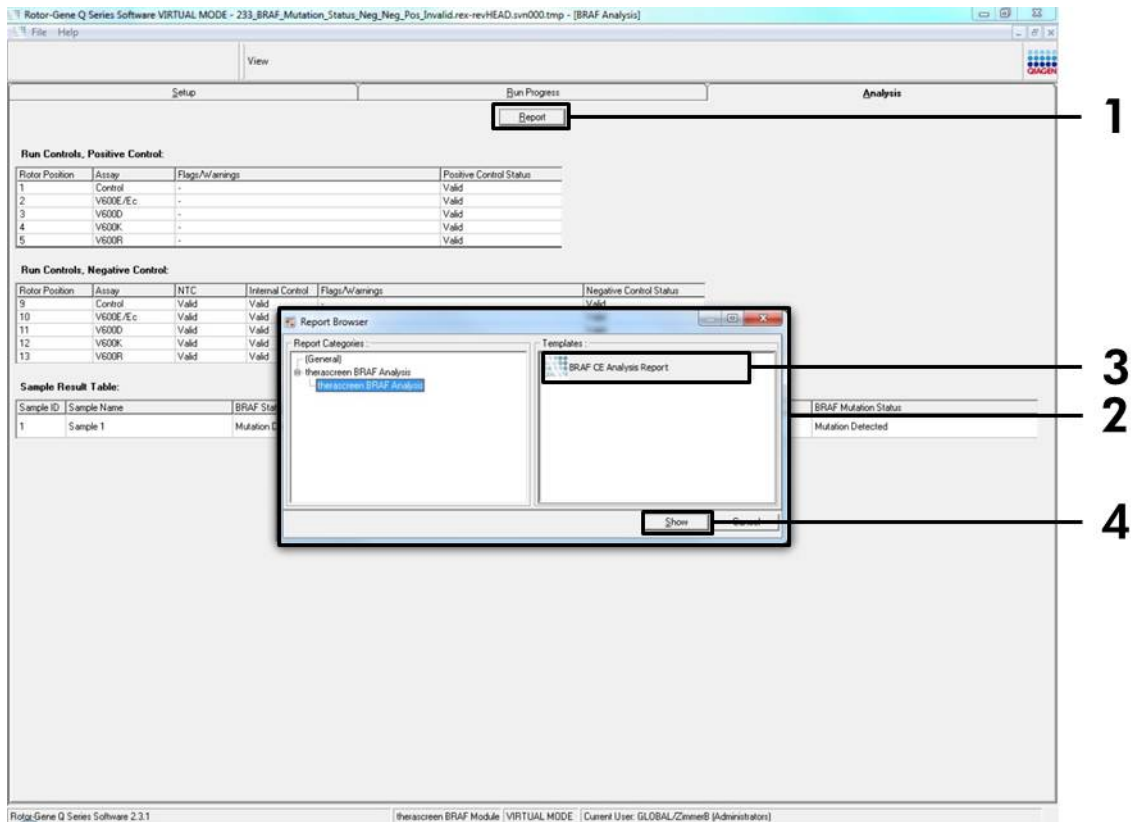 Rotor-Gene Q Series Software VIRTUAL MODE - 233_BRAF_Mutation_Status_Neg_Neg_Pos_Invalid.rex-revHEAD.svn000.tmp - [BRAF Analysis]
File Help
View
QIAGEN
Setup Run Progress Analysis
Report 1
Run Controls, Positive Control:
Rotor Position Assay Flags/Warnings Positive Control Status
1 Control - Valid
2 V600E/Ec - Valid
3 V600D - Valid
4 V600K - Valid
5 V600R - Valid
Run Controls, Negative Control:
Rotor Position Assay NTC Internal Control Flags/Warnings Negative Control Status
9 Control Valid Valid - Valid
10 V600E/Ec Valid Valid
11 V600D Valid Valid
12 V600K Valid Valid
13 V600R Valid Valid
Report Browser
Report Categories :
(General)
therascreen BRAF Analysis
therascreen BRAF Analysis
Templates :
BRAF CE Analysis Report 3
2
Show 4
Sample Result Table:
Sample ID Sample Name BRAF Mutation Status
1 Sample 1 Mutation Mutation Detected
Rotor-Gene Q Series Software 2.3.1 therascreen BRAF Module VIRTUAL MODE Current User: GLOBAL/ZimmerB (Administrators)